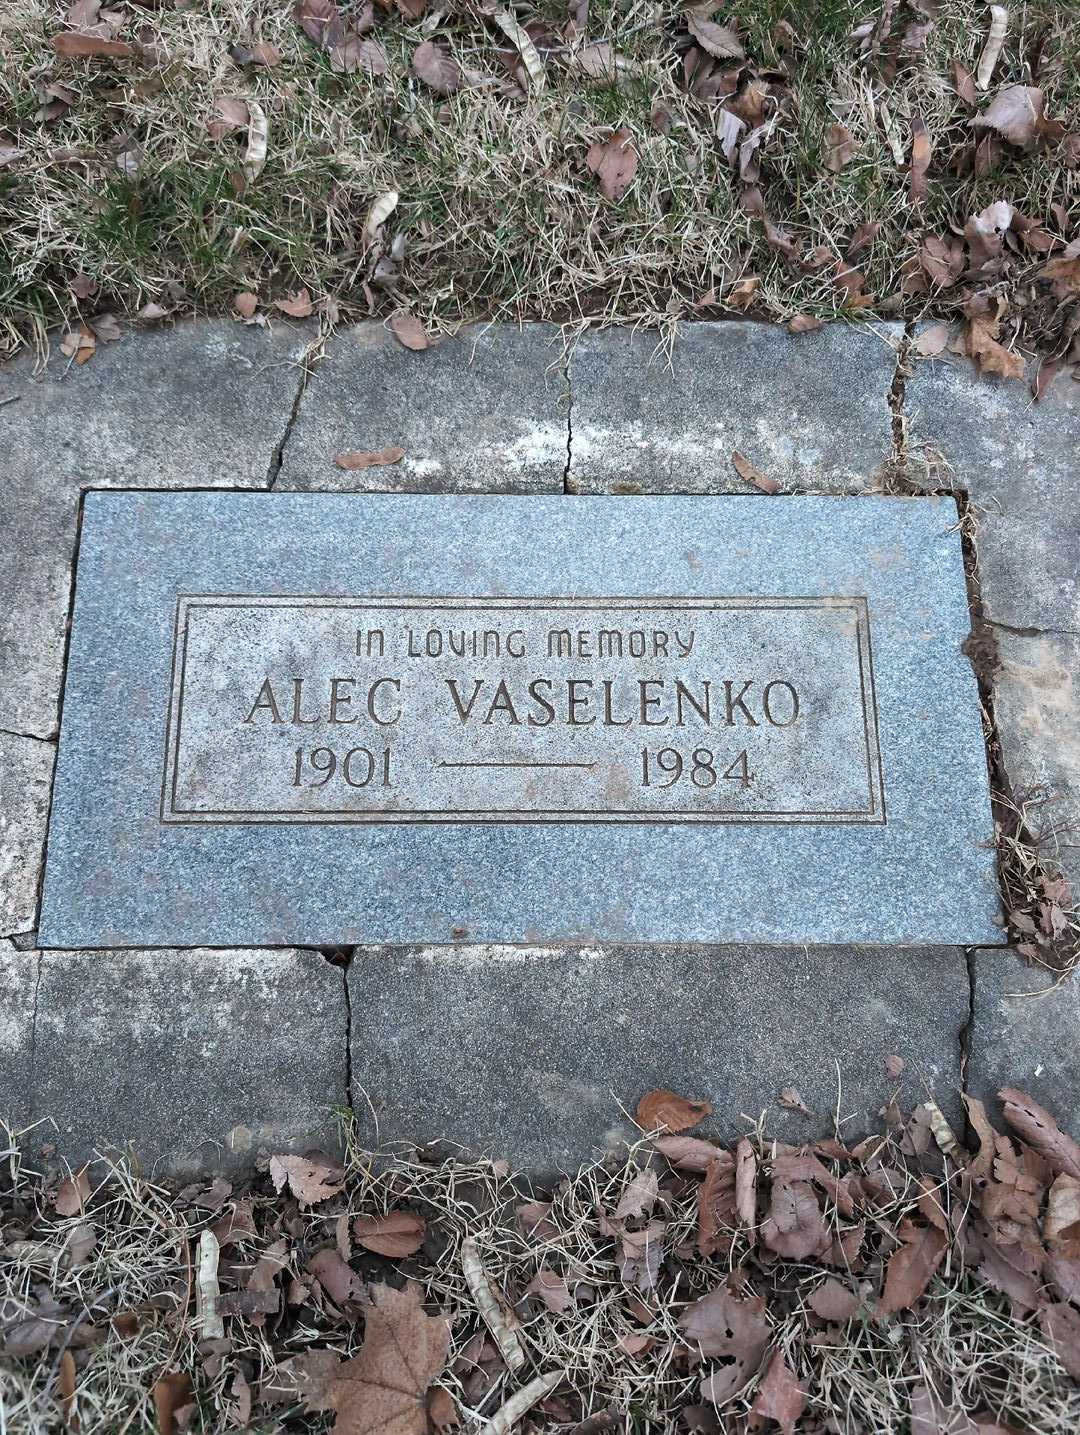 IN LOVING MEMORY
ALEC VASELENKO
1901 — 1984